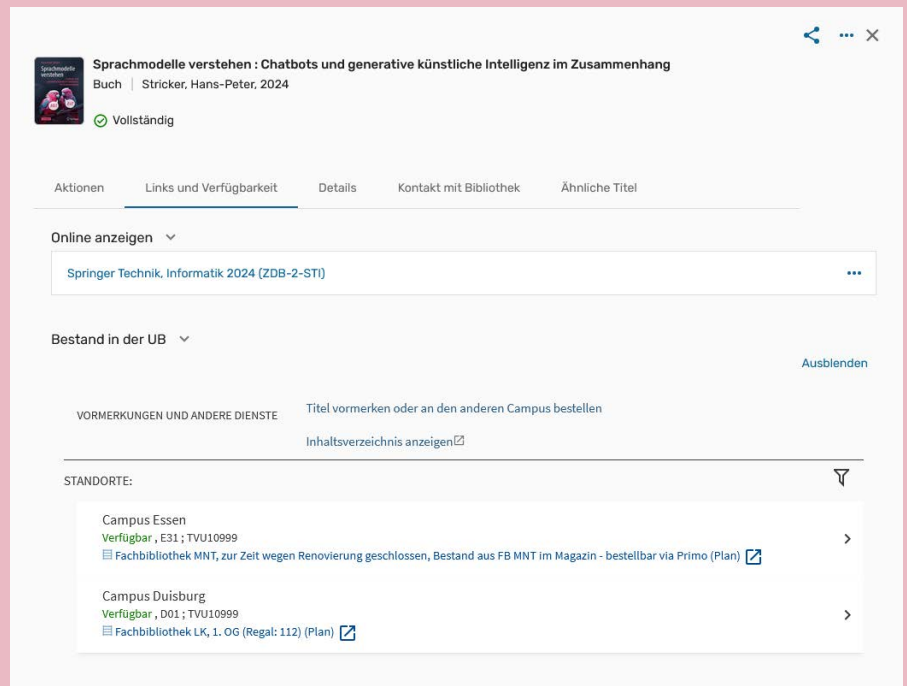 Sprachmodelle verstehen : Chatbots und generative künstliche Intelligenz im Zusammenhang
Buch | Stricker, Hans-Peter, 2024
Sprachmodelle
verstehen
Vollständig
Aktionen Links und Verfügbarkeit Details Kontakt mit Bibliothek Ähnliche Titel
Online anzeigen
Springer Technik, Informatik 2024 (ZDB-2-STI)
Bestand in der UB
Ausblenden
VORMERKUNGEN UND ANDERE DIENSTE
Titel vormerken oder an den anderen Campus bestellen
Inhaltsverzeichnis anzeigen
STANDORTE:
Campus Essen
Verfügbar , E31 ; TVU10999
Fachbibliothek MNT, zur Zeit wegen Renovierung geschlossen, Bestand aus FB MNT im Magazin - bestellbar via Primo (Plan)
Campus Duisburg
Verfügbar , D01 ; TVU10999
Fachbibliothek LK, 1. OG (Regal: 112) (Plan)